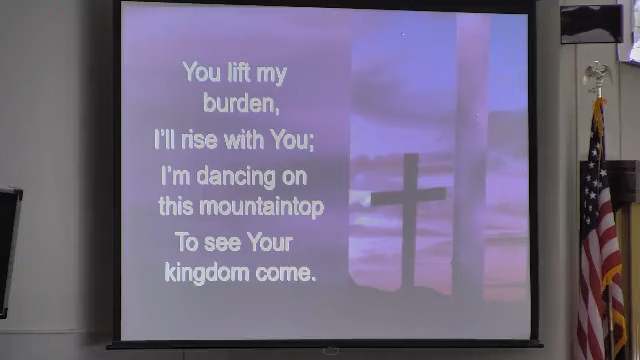 You lift my
burden,
I'll rise with You;
I'm dancing on
this mountaintop
To see Your
kingdom come.